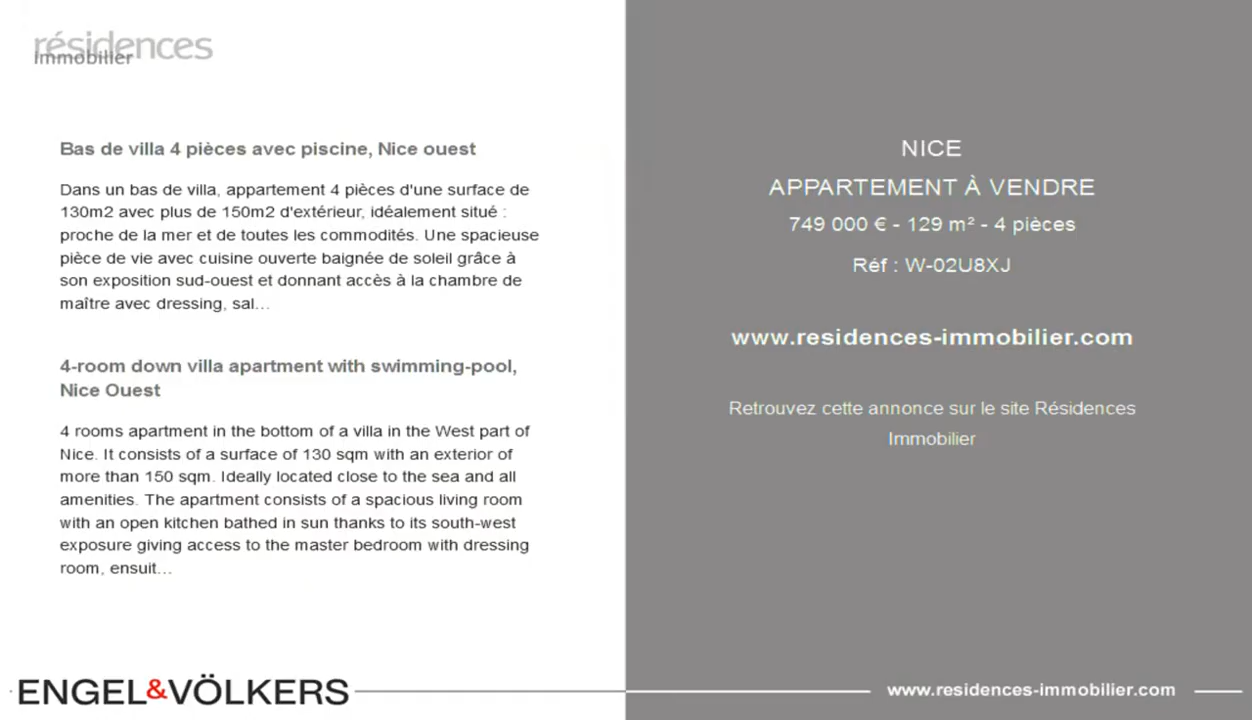 résidences
Immobilier
Bas de villa 4 pièces avec piscine, Nice ouest
Dans un bas de villa, appartement 4 pièces d'une surface de
130m2 avec plus de 150m2 d'extérieur, idéalement situé :
proche de la mer et de toutes les commodités. Une spacieuse
pièce de vie avec cuisine ouverte baignée de soleil grâce à
son exposition sud-ouest et donnant accès à la chambre de
maître avec dressing, sal...
4-room down villa apartment with swimming-pool,
Nice Ouest
4 rooms apartment in the bottom of a villa in the West part of
Nice. It consists of a surface of 130 sqm with an exterior of
more than 150 sqm. Ideally located close to the sea and all
amenities. The apartment consists of a spacious living room
with an open kitchen bathed in sun thanks to its south-west
exposure giving access to the master bedroom with dressing
room, ensuit...
ENGEL&VÖLKERS
NICE
APPARTEMENT À VENDRE
749 000 € - 129 m² - 4 pièces
Réf : W-02U8XJ
www.residences-immobilier.com
Retrouvez cette annonce sur le site Résidences
Immobilier
www.residences-immobilier.com